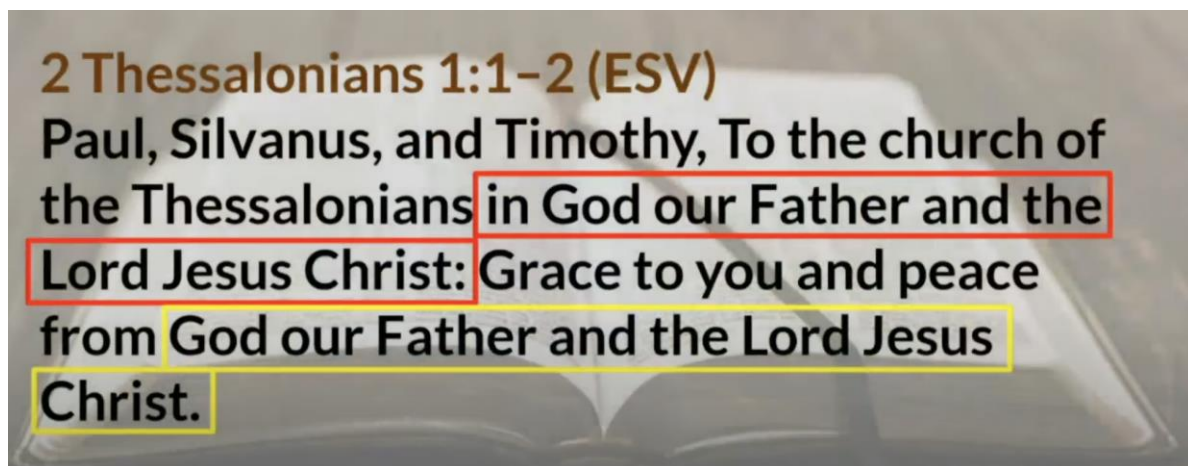 2 Thessalonians 1:1–2 (ESV)
Paul, Silvanus, and Timothy, To the church of
the Thessalonians in God our Father and the
Lord Jesus Christ: Grace to you and peace
from God our Father and the Lord Jesus
Christ.